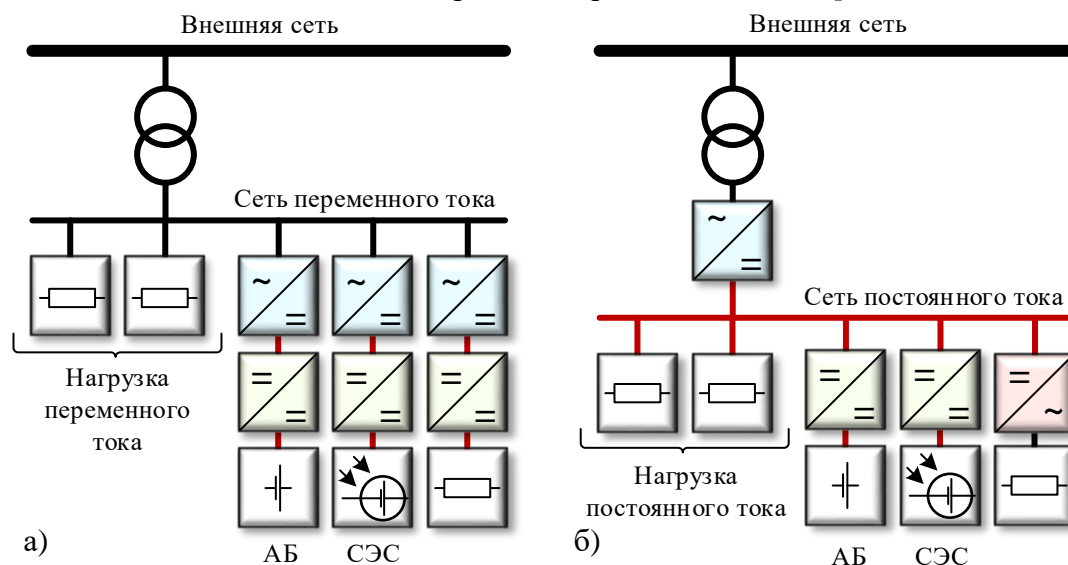 Внешняя сеть
Сеть переменного тока
Нагрузка
переменного
тока
а)
АБ
СЭС
Внешняя сеть
Сеть постоянного тока
Нагрузка
постоянного тока
б)
АБ
СЭС